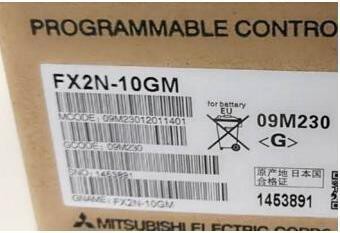 PROGRAMMABLE CONTRO
FX2N-10GM
MCODE: 09M23012011401
GCODE: 09M230
SNO: 1453891
GNAME: FX2N-10GM
for battery
EU
09M230
<G>
原产地 日本国
合格证
1453891
MITSUBISHI ELECTRIC CORPO